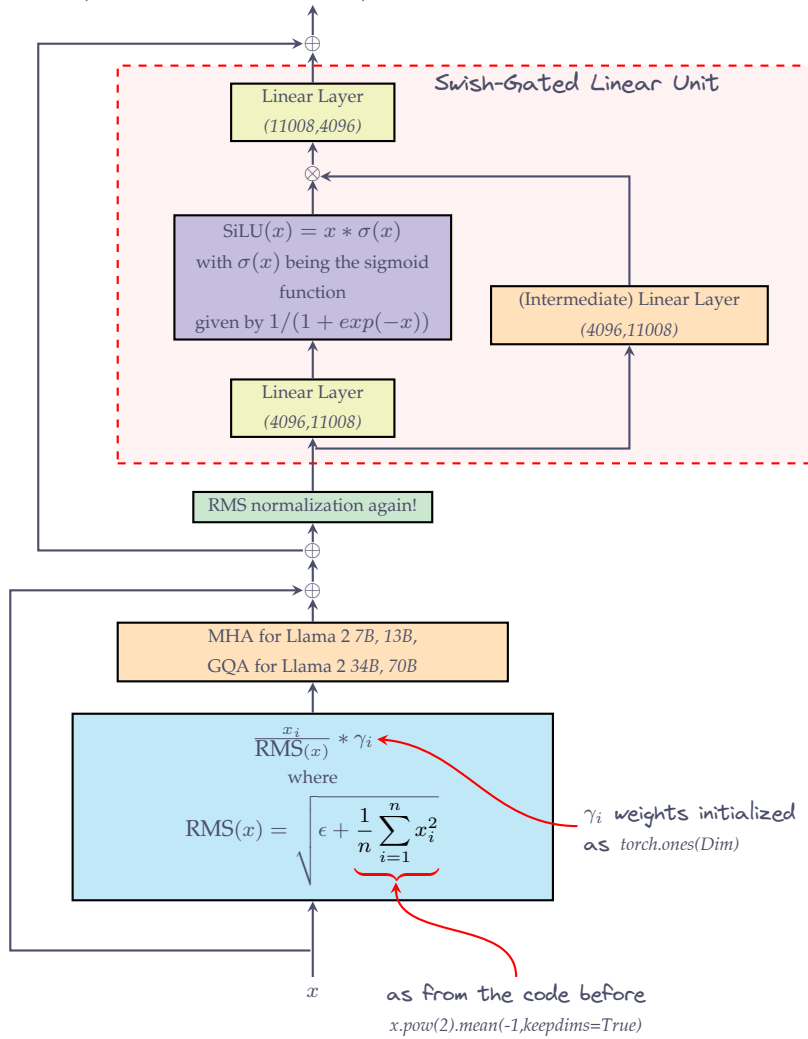 Swish-Gated Linear Unit
Linear Layer
(11008,4096)
⊗
SiLU(x) = x ∗ σ(x)
with σ(x) being the sigmoid
function
given by 1/(1 + exp(−x))
(Intermediate) Linear Layer
(4096,11008)
Linear Layer
(4096,11008)
RMS normalization again!
⊕
⊕
MHA for Llama 2 7B, 13B,
GQA for Llama 2 34B, 70B
x_i / RMS(x) ∗ γ_i
where
RMS(x) = √(ϵ + 1/n ∑_{i=1}^{n} x_i^2)
γ_i weights initialized
as torch.ones(Dim)
x
as from the code before
x.pow(2).mean(-1,keepdims=True)